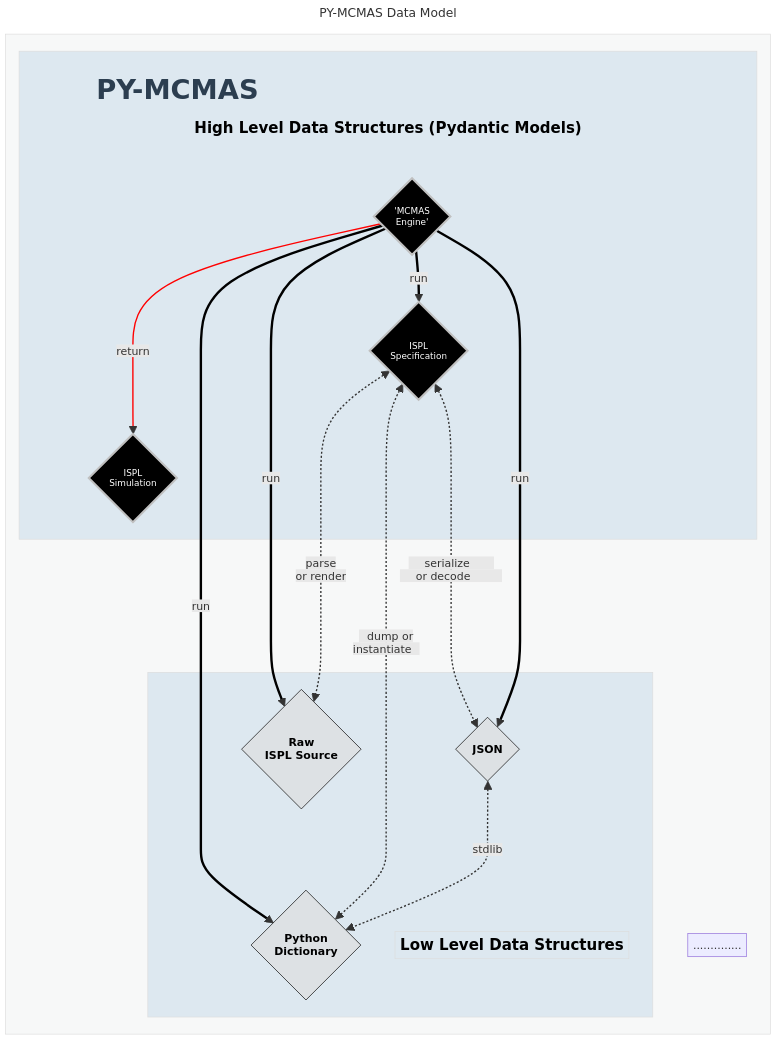 PY-MCMAS Data Model
PY-MCMAS
High Level Data Structures (Pydantic Models)
'MCMAS
Engine'
run
return
ISPL
Specification
ISPL
Simulation
run
run
parse
or render
serialize
or decode
run
dump or
instantiate
Raw
ISPL Source
JSON
stdlib
Python
Dictionary
Low Level Data Structures
..............